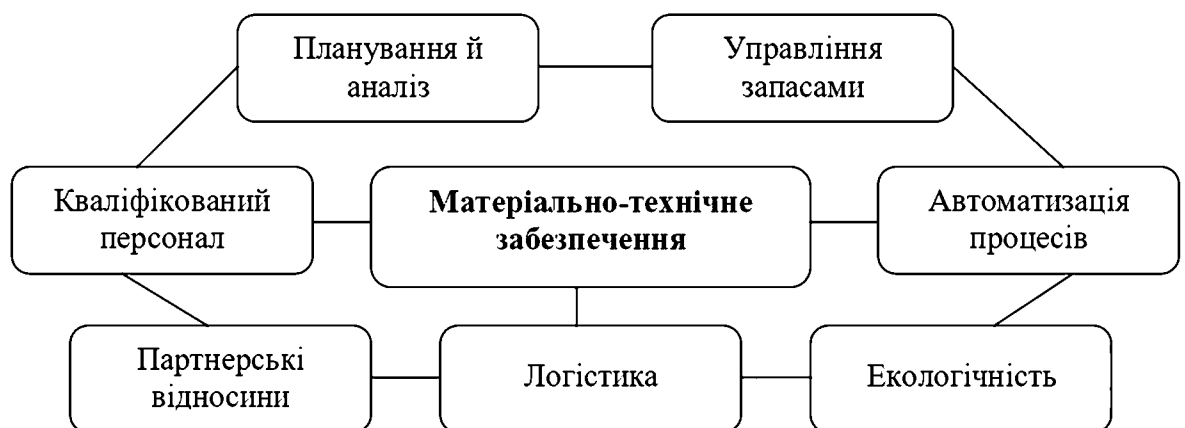 Планування й
аналіз
Управління
запасами
Кваліфікований
персонал
Матеріально-технічне
забезпечення
Автоматизація
процесів
Партнерські
відносини
Логістика
Екологічність